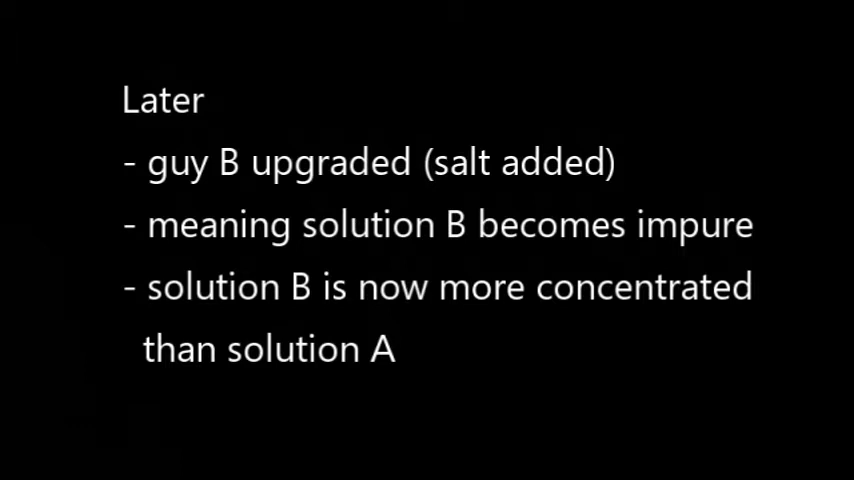 Later
- guy B upgraded (salt added)
- meaning solution B becomes impure
- solution B is now more concentrated
than solution A